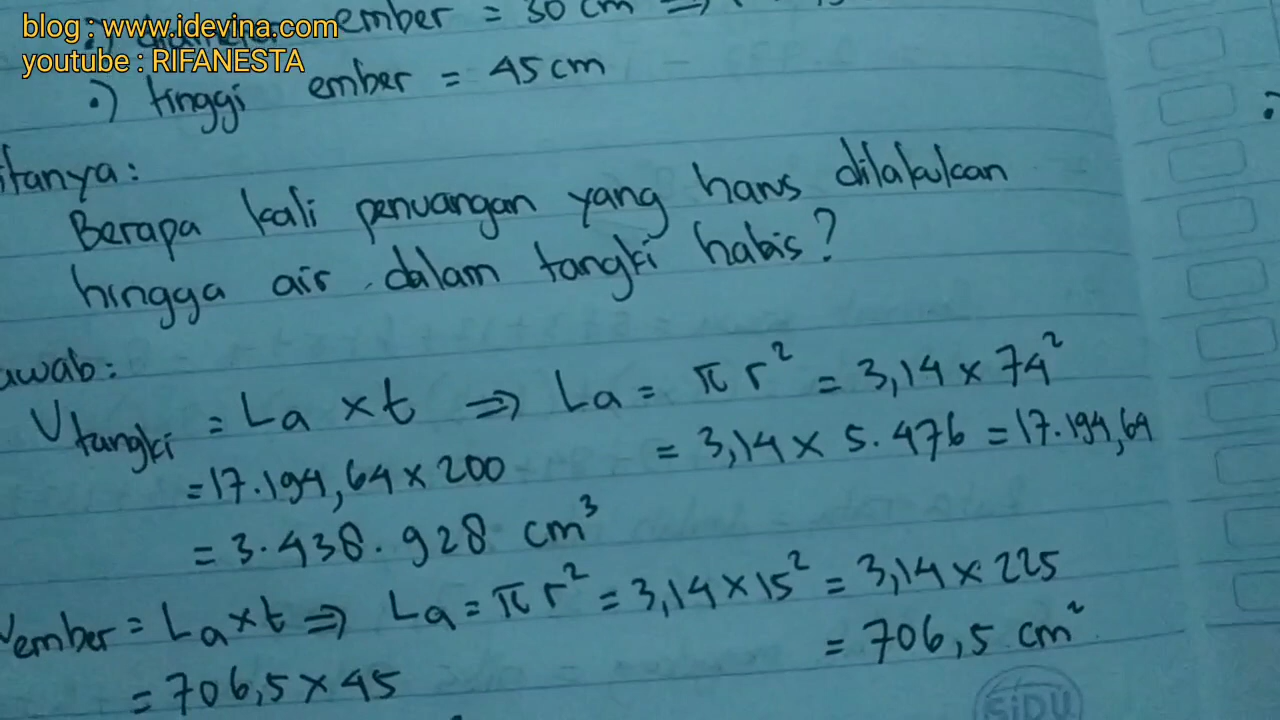 blog : www.idevina.com
youtube : RIFANESTA
ember = 30 cm ⇒
•) tinggi ember = 45 cm
itanya:
Berapa kali penuangan yang harus dilakukan
hingga air dalam tangki habis?
awab:
V tangki = La x t ⇒ La = π r² = 3,14 x 74²
= 17.194,64 x 200 = 3,14 x 5.476 = 17.194,64
= 3.438.928 cm³
Vember = La x t ⇒ La = π r² = 3,14 x 15² = 3,14 x 225
= 706,5 x 45 = 706,5 cm²
SiDU